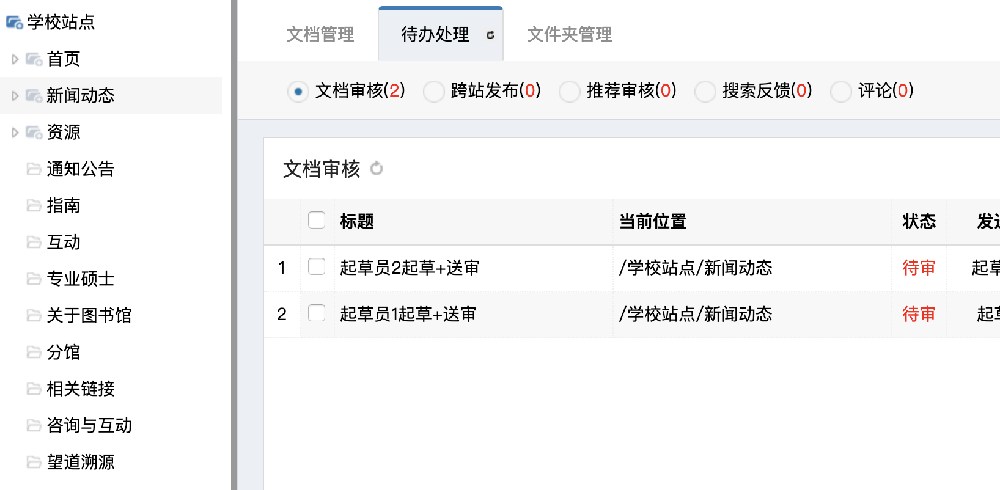 学校站点
首页
新闻动态
资源
通知公告
指南
互动
专业硕士
关于图书馆
分馆
相关链接
咨询与互动
望道溯源
文档管理 待办处理 文件夹管理
文档审核(2) 跨站发布(0) 推荐审核(0) 搜索反馈(0) 评论(0)
文档审核
标题 当前位置 状态 发
1 起草员2起草+送审 /学校站点/新闻动态 待审 起草
2 起草员1起草+送审 /学校站点/新闻动态 待审 起草